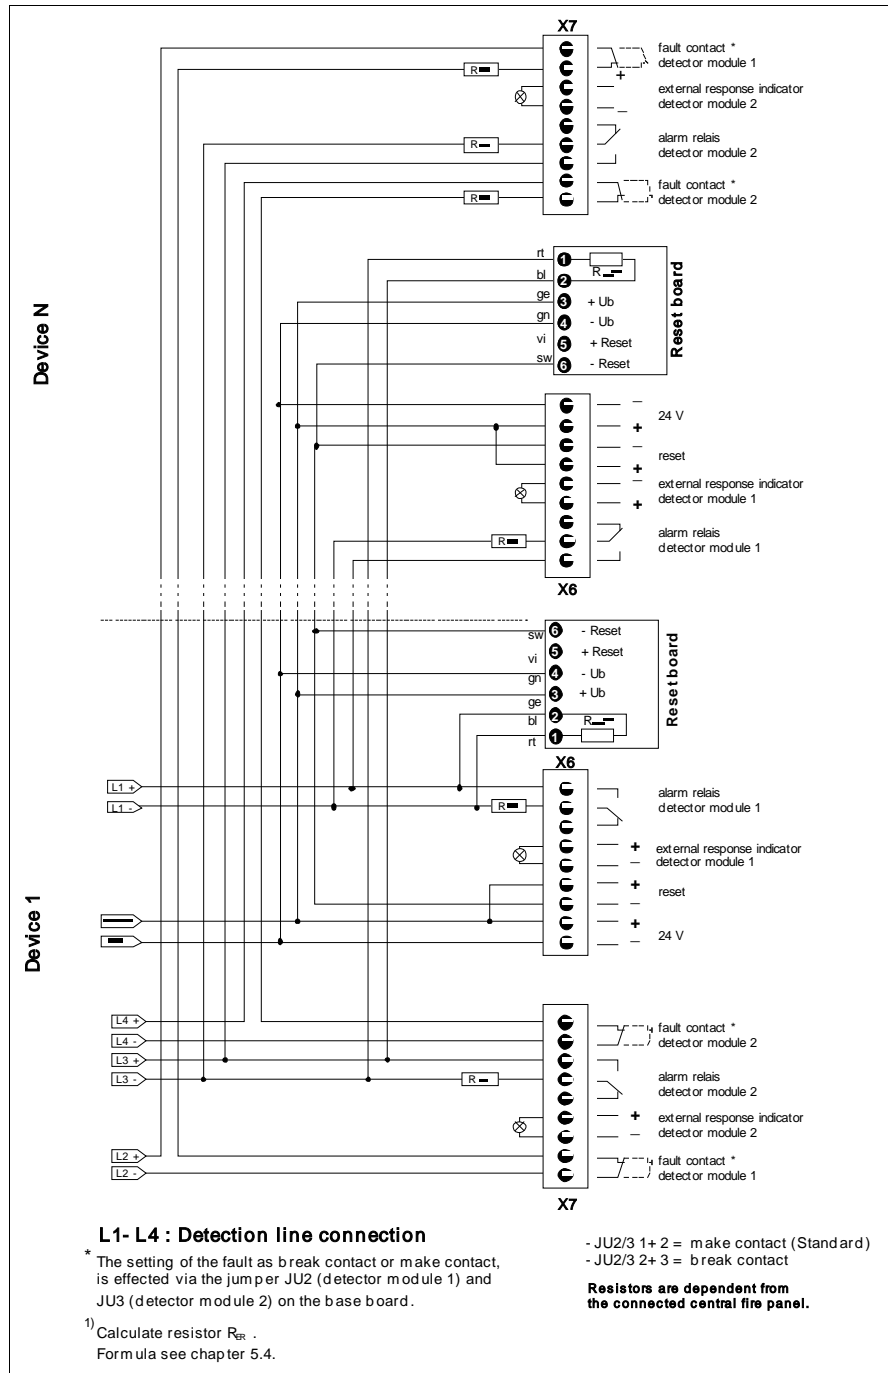 X7
fault contact *
detector module 1
R
+
external response indicator
detector module 2
–
alarm relais
detector module 2
R
fault contact *
detector module 2
R
Device N
rt
bl
ge
gn
vi
sw
1
2
3
4
5
6
R
+ Ub
- Ub
+ Reset
- Reset
Reset board
–
24 V
+
–
reset
+
–
external response indicator
detector module 1
+
R
alarm relais
detector module 1
X6
sw
vi
gn
ge
bl
rt
6
5
4
3
2
1
- Reset
+ Reset
- Ub
+ Ub
R
Reset board
Device 1
X6
L1 +
L1 -
R
alarm relais
detector module 1
+
external response indicator
–
detector module 1
+
reset
–
+
24 V
–
L4 +
L4 -
L3 +
L3 -
R
L2 +
L2 -
fault contact *
detector module 2
alarm relais
detector module 2
+
external response indicator
–
detector module 2
fault contact *
detector module 1
X7
L1- L4 : Detection line connection
* The setting of the fault as break contact or make contact,
is effected via the jumper JU2 (detector module 1) and
JU3 (detector module 2) on the base board.
1) Calculate resistor RER .
Formula see chapter 5.4.
- JU2/3 1+ 2 = make contact (Standard)
- JU2/3 2+ 3 = break contact
Resistors are dependent from
the connected central fire panel.